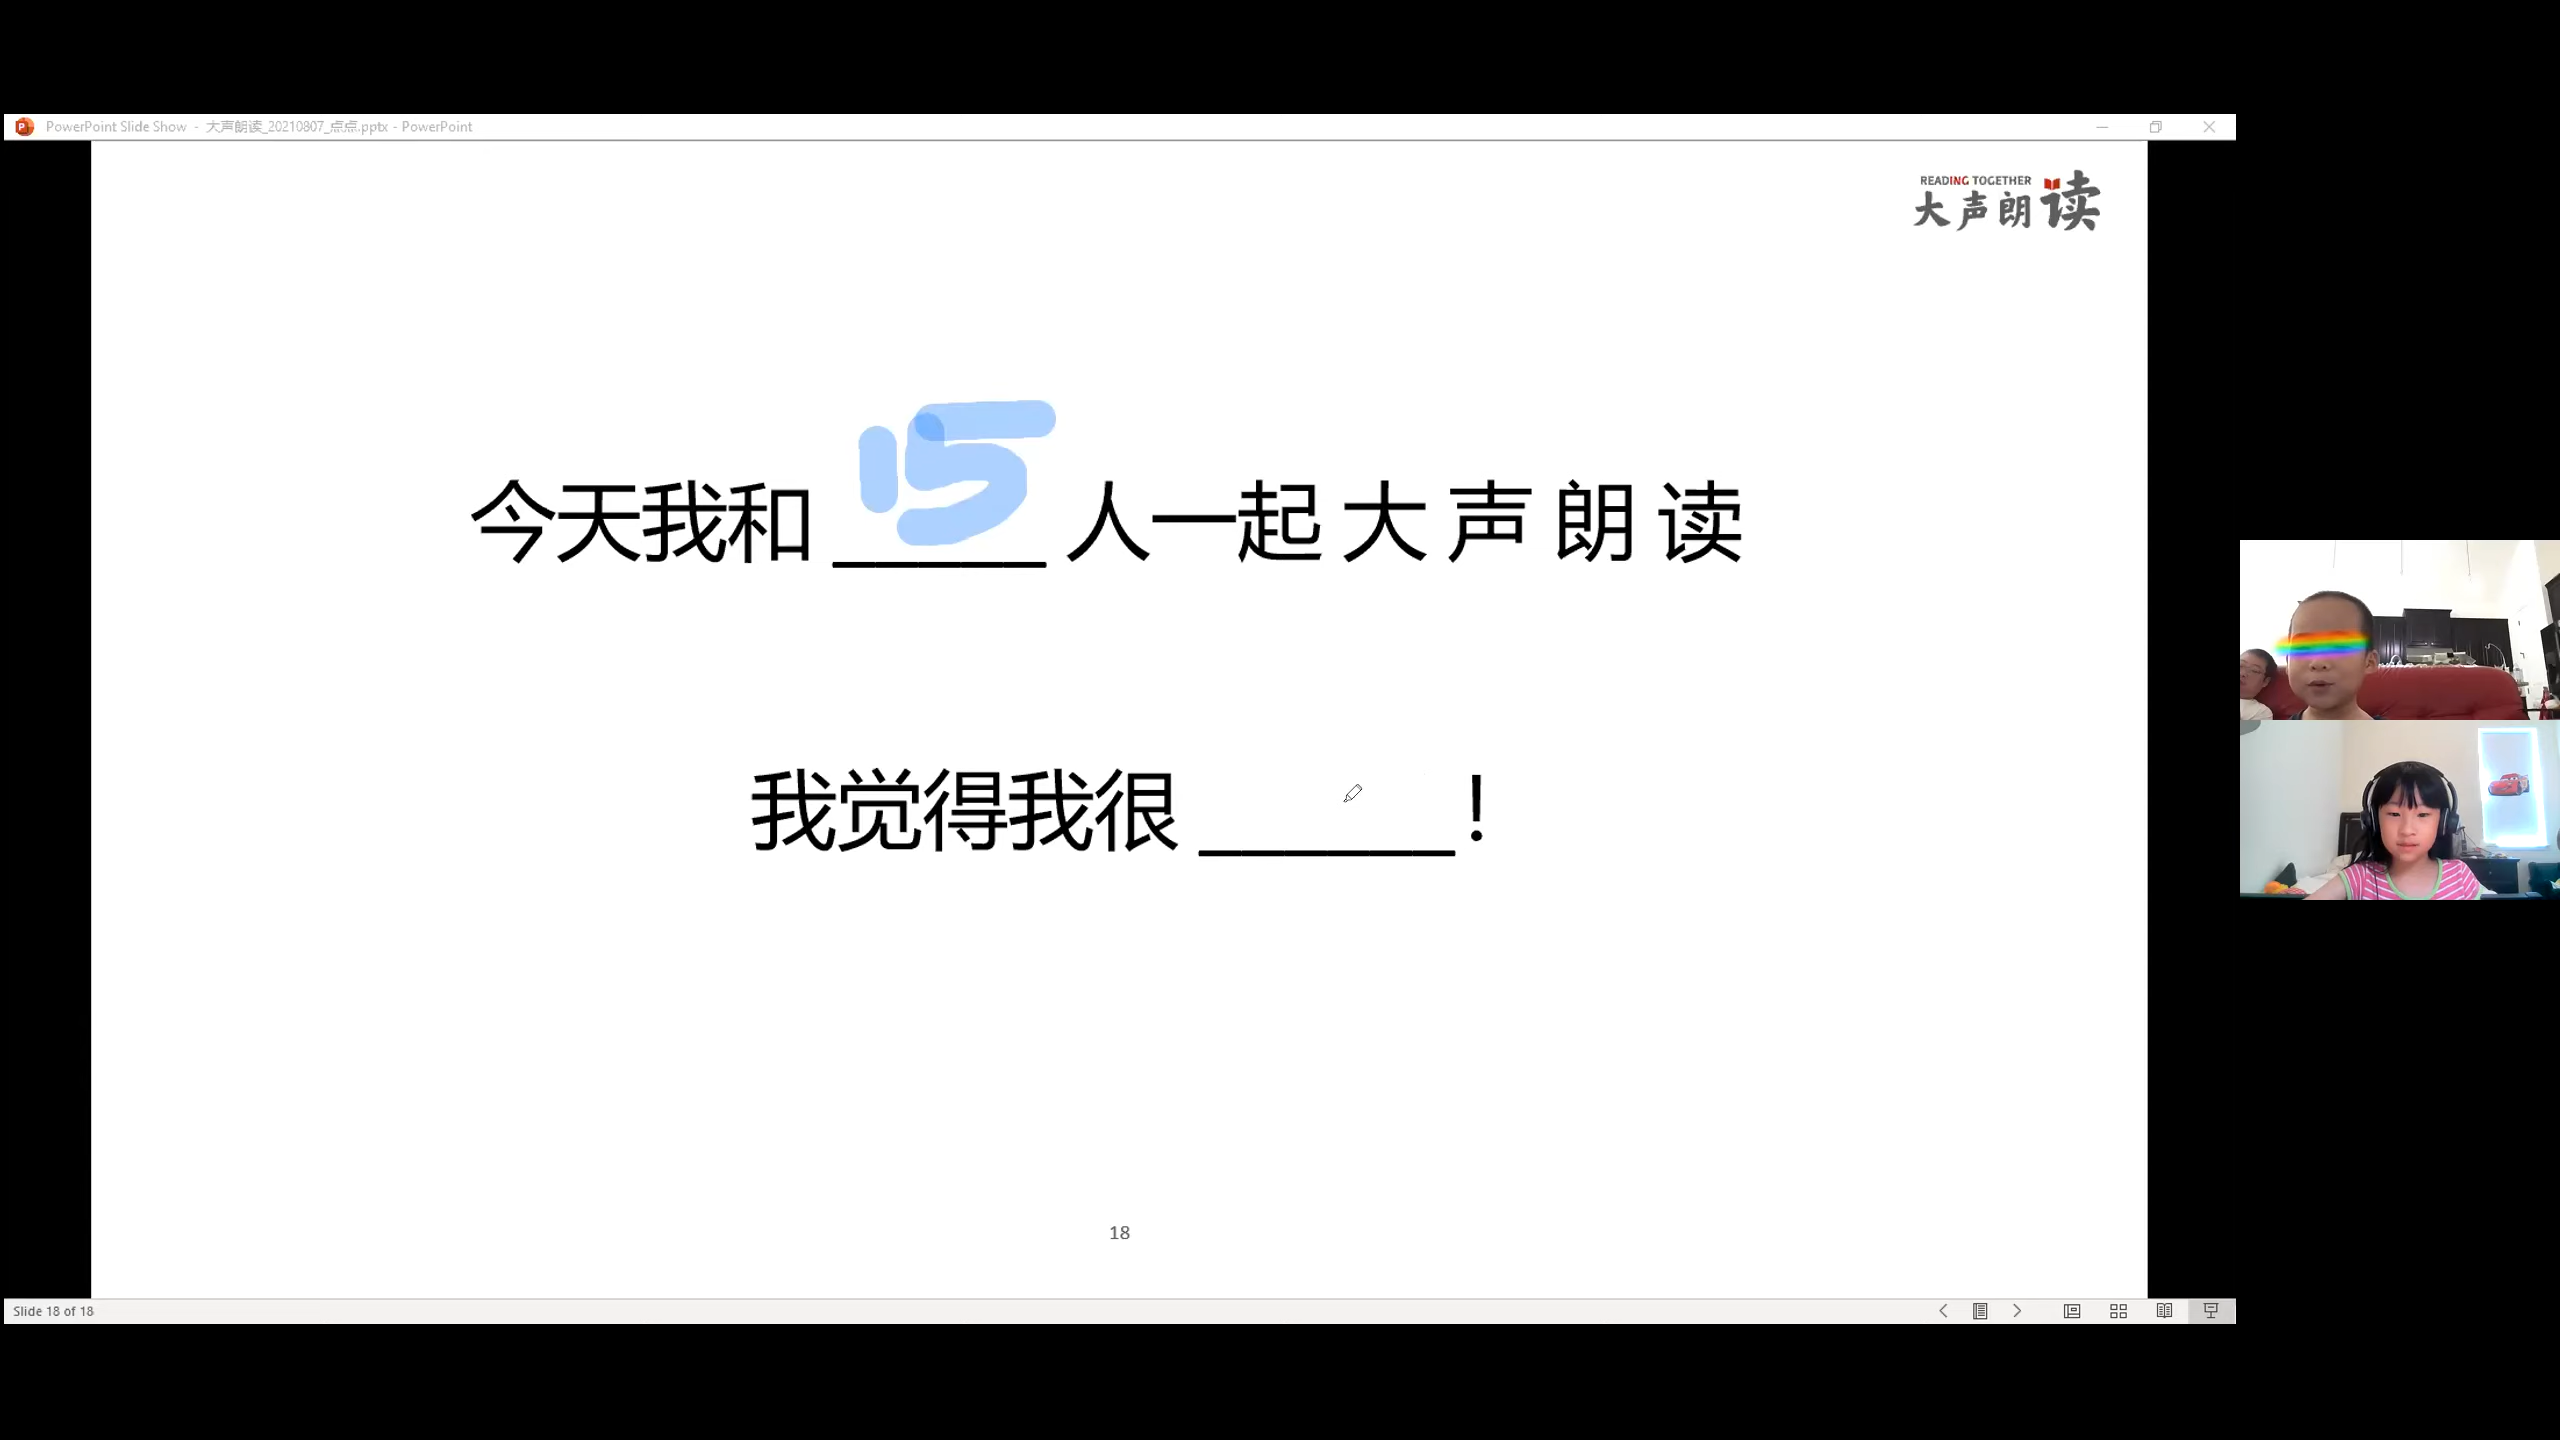 PowerPoint Slide Show - 大声朗读_20210807_点点.pptx - PowerPoint
READING TOGETHER
大声朗读
今天我和 15 人一起 大 声 朗 读
我觉得我很 ______ !
18
Slide 18 of 18